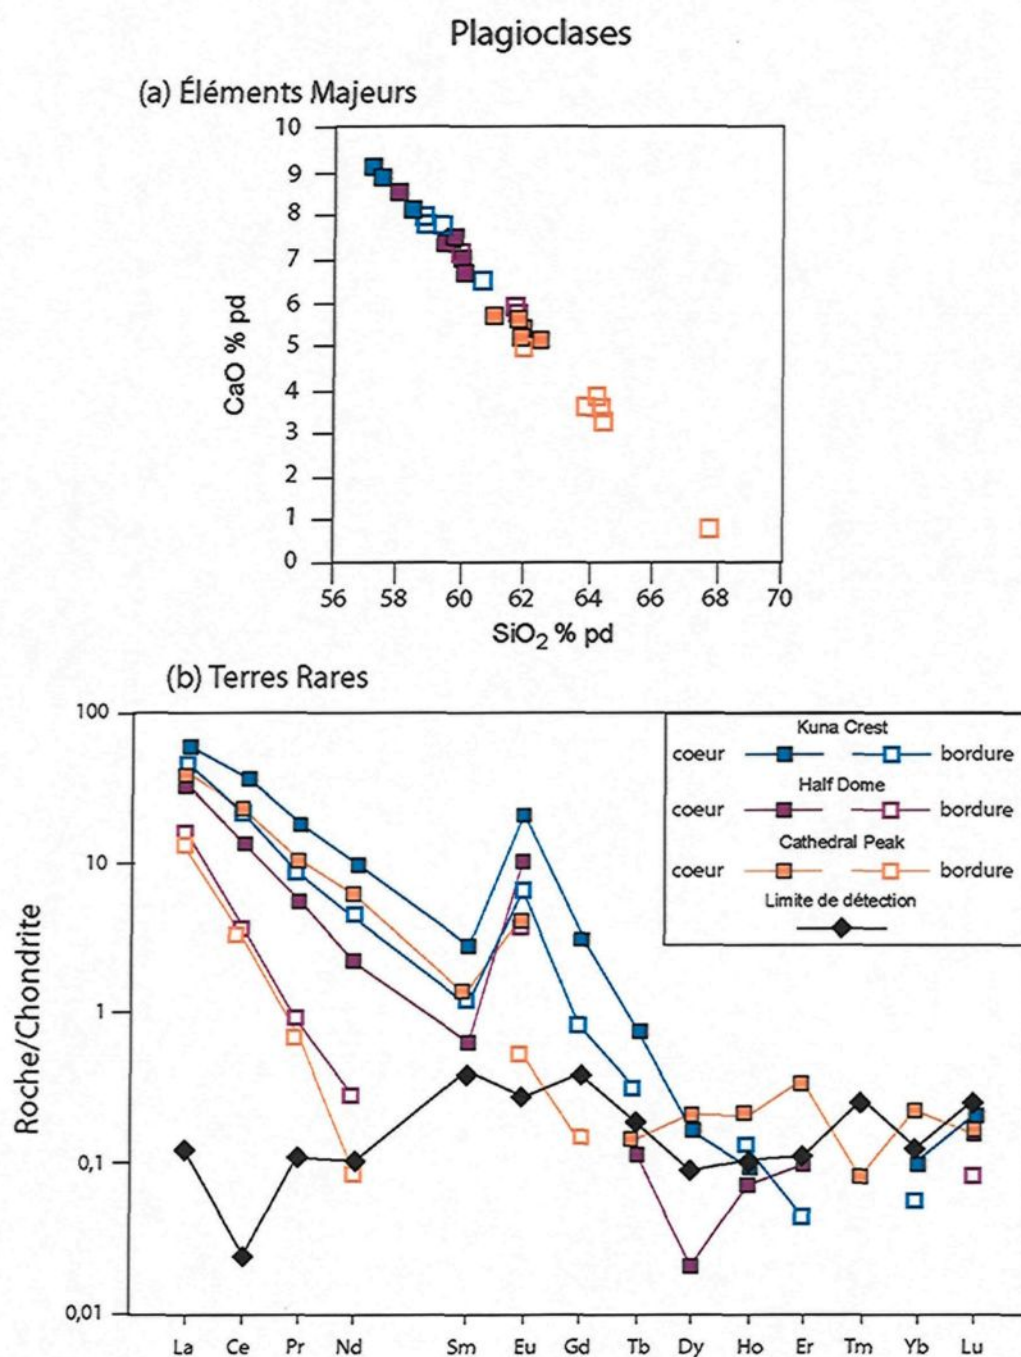 Plagioclases
(a) Éléments Majeurs
10
9
8
7
6
5
4
3
2
1
0
CaO % pd
56 58 60 62 64 66 68 70
SiO2 % pd
(b) Terres Rares
100
10
1
0,1
0,01
Roche/Chondrite
Kuna Crest
coeur bordure
Half Dome
coeur bordure
Cathedral Peak
coeur bordure
Limite de détection
La Ce Pr Nd Sm Eu Gd Tb Dy Ho Er Tm Yb Lu